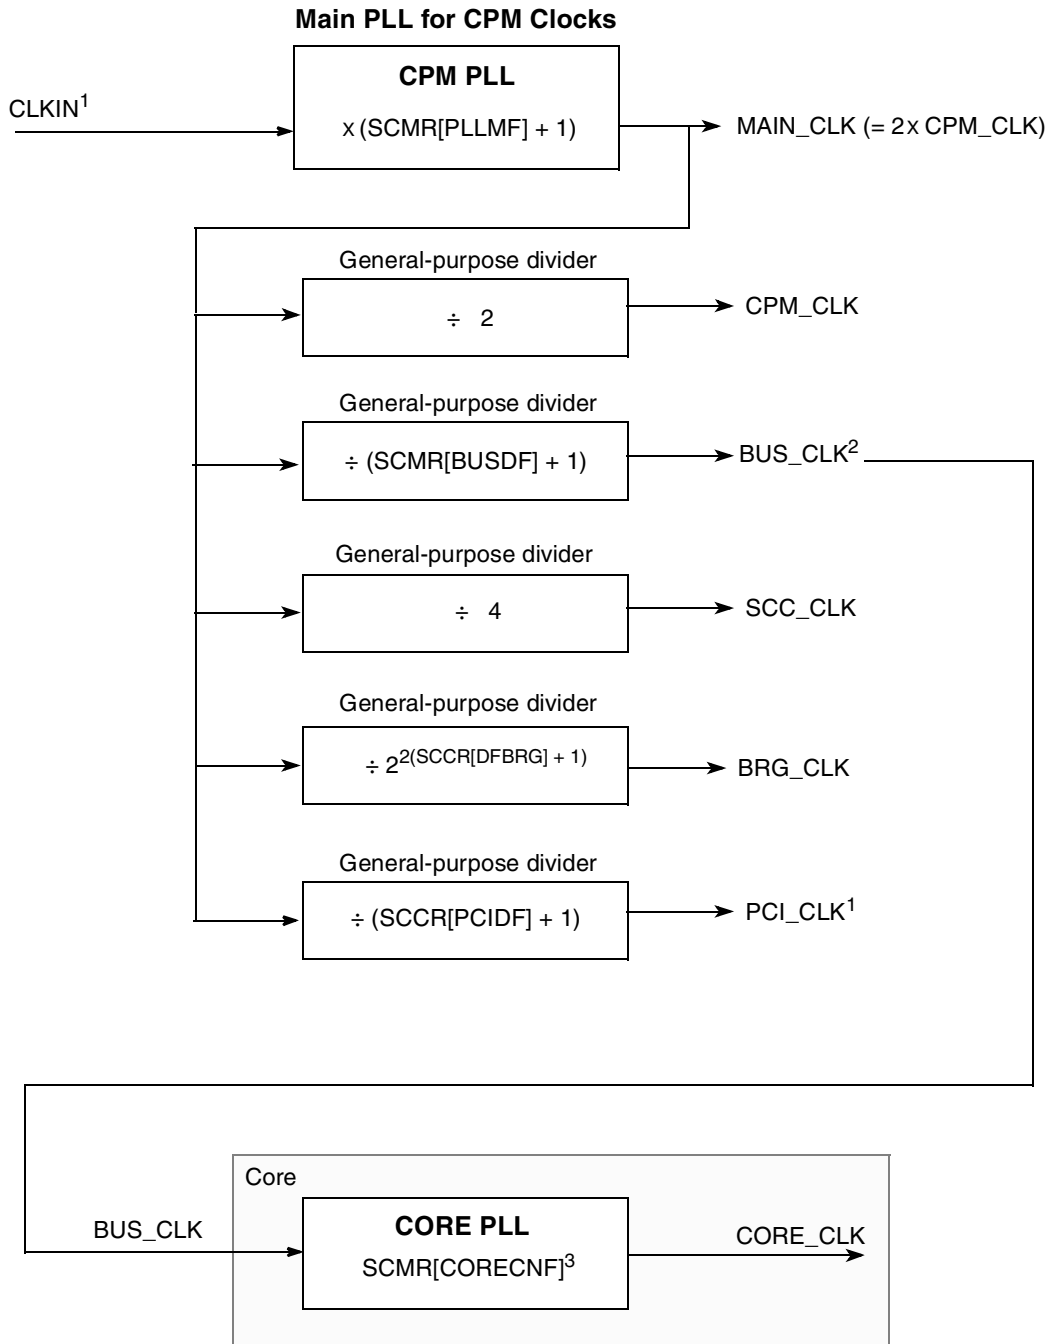 Main PLL for CPM Clocks
CPM PLL
CLKIN¹
x (SCMR[PLLMF] + 1)
MAIN_CLK (= 2x CPM_CLK)
General-purpose divider
÷ 2
CPM_CLK
General-purpose divider
÷ (SCMR[BUSDF] + 1)
BUS_CLK²
General-purpose divider
÷ 4
SCC_CLK
General-purpose divider
÷ 2^2(SCCR[DFBRG] + 1)
BRG_CLK
General-purpose divider
÷ (SCCR[PCIDF] + 1)
PCI_CLK¹
Core
BUS_CLK
CORE PLL
SCMR[CORECNF]³
CORE_CLK